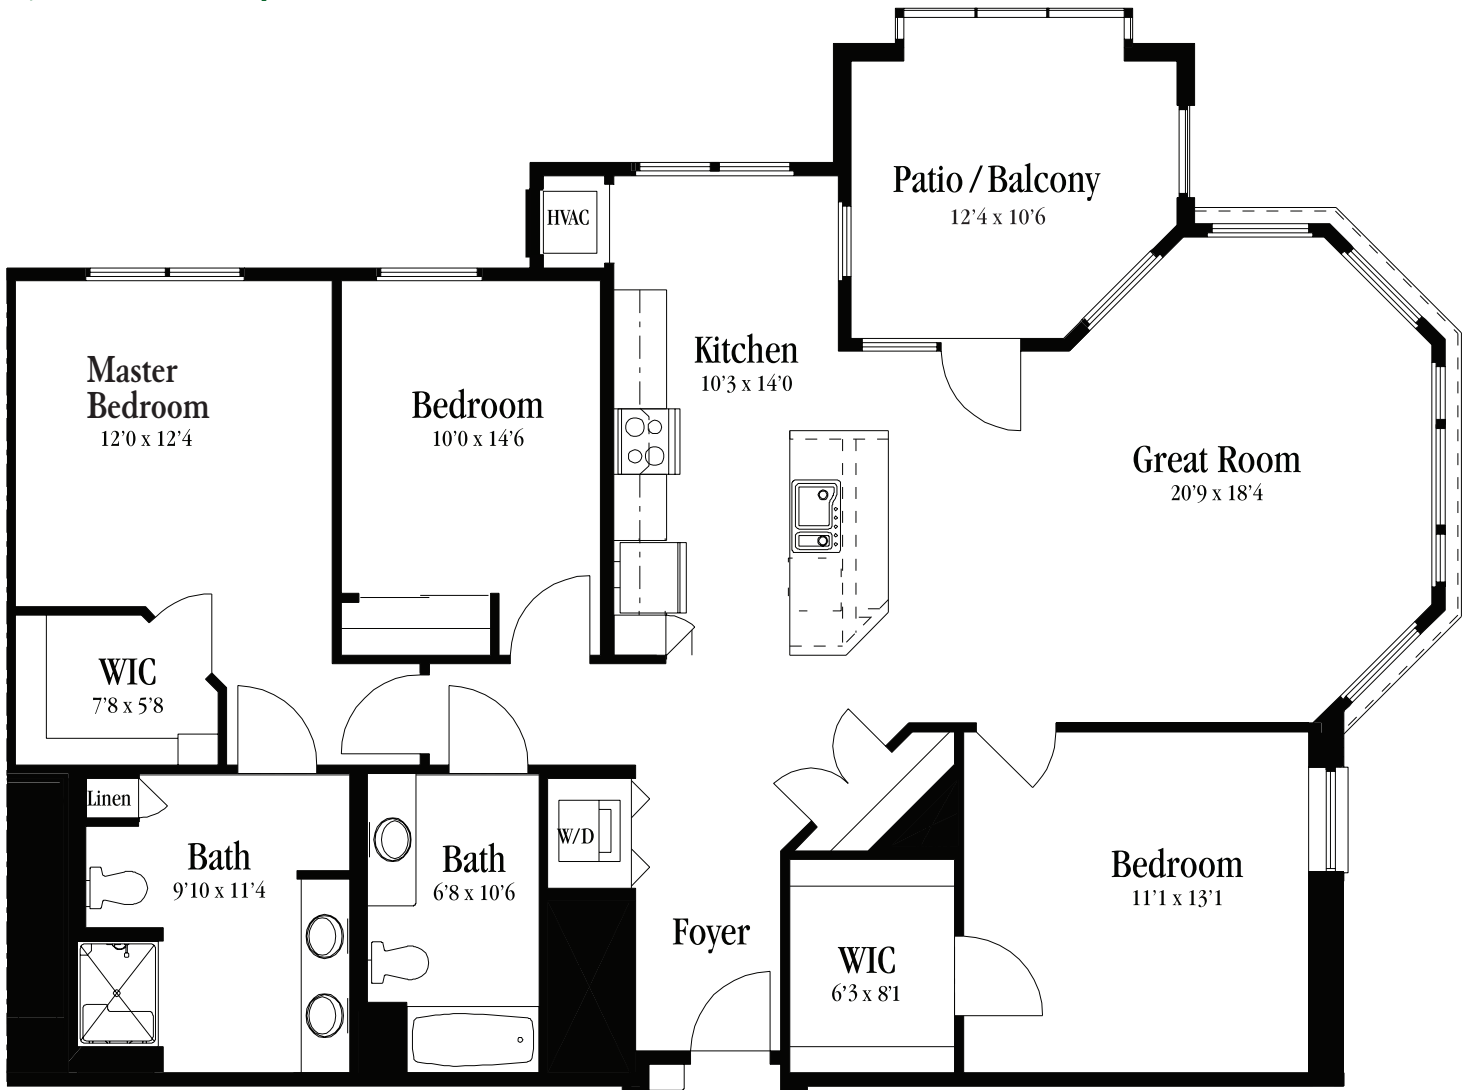 Patio / Balcony
12'4 x 10'6
HVAC
Kitchen
10'3 x 14'0
Master
Bedroom
12'0 x 12'4
Bedroom
10'0 x 14'6
Great Room
20'9 x 18'4
WIC
7'8 x 5'8
Linen
Bath
9'10 x 11'4
Bath
6'8 x 10'6
W/D
Foyer
WIC
6'3 x 8'1
Bedroom
11'1 x 13'1